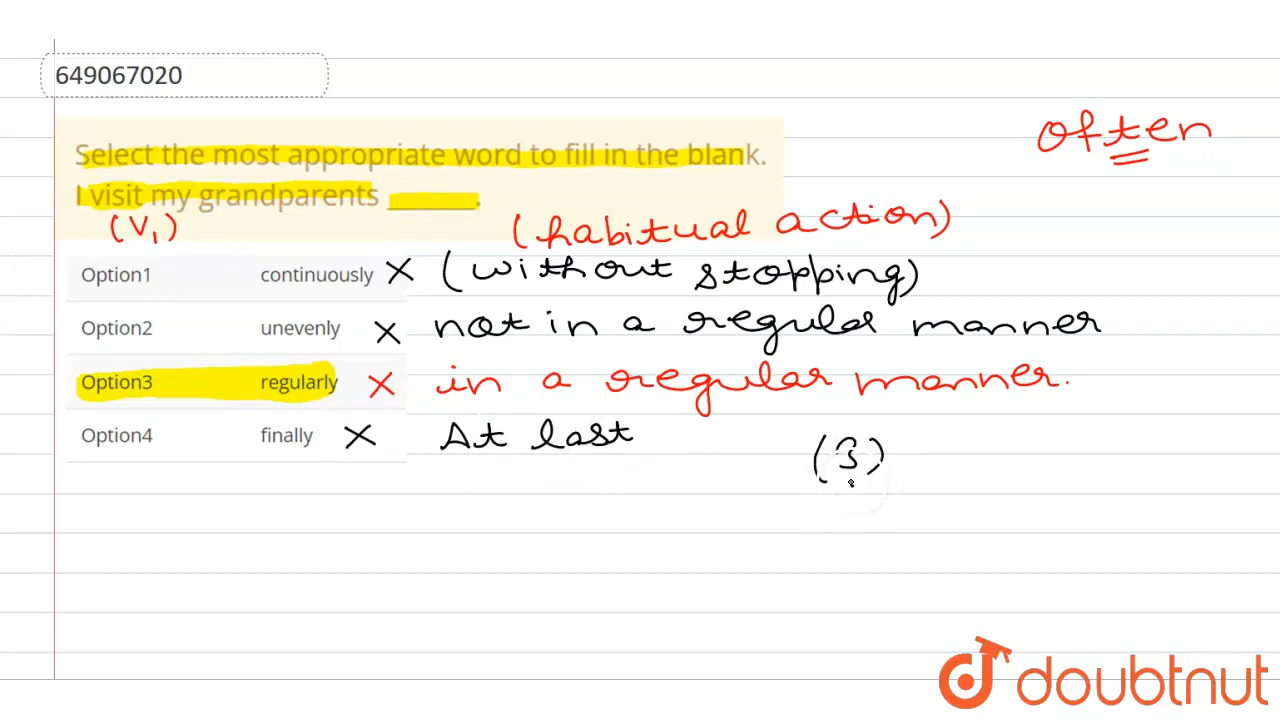 649067020
Often
Select the most appropriate word to fill in the blank.
I visit my grandparents ________.
(V₁) (habitual action)
Option1 continuously × (without stopping)
Option2 unevenly × not in a regular manner
Option3 regularly × in a regular manner.
Option4 finally × At last
(3)
doubtnut